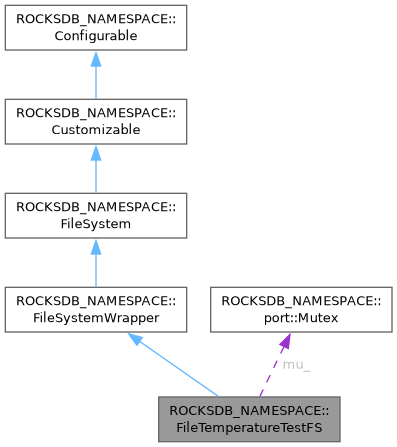 ROCKSDB_NAMESPACE::
Configurable
ROCKSDB_NAMESPACE::
Customizable
ROCKSDB_NAMESPACE::
FileSystem
ROCKSDB_NAMESPACE::
FileSystemWrapper
ROCKSDB_NAMESPACE::
port::Mutex
mu_
ROCKSDB_NAMESPACE::
FileTemperatureTestFS